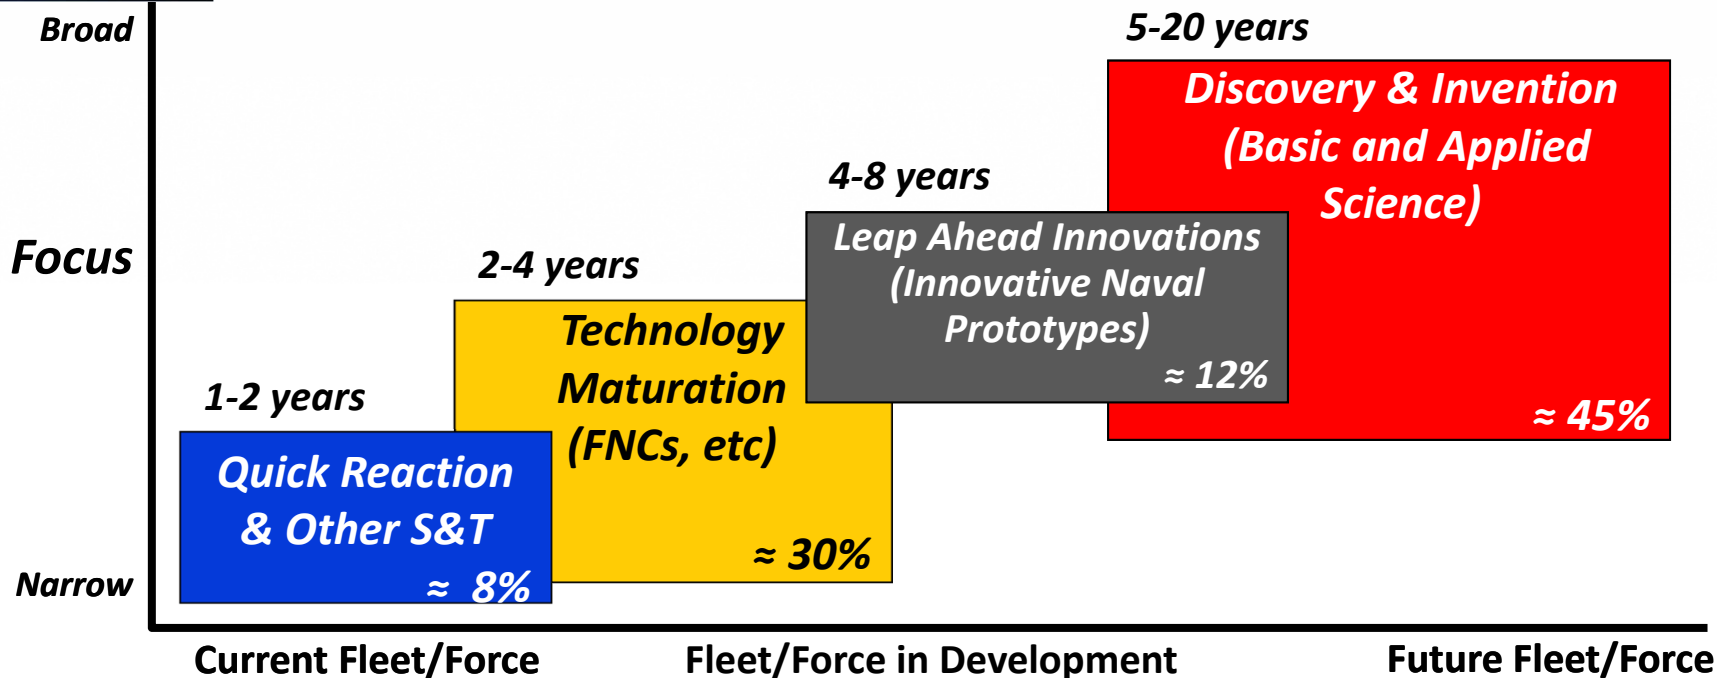 Broad
Focus
Narrow
1-2 years
Quick Reaction
& Other S&T
≈ 8%
2-4 years
Technology
Maturation
(FNCs, etc)
≈ 30%
4-8 years
Leap Ahead Innovations
(Innovative Naval
Prototypes)
≈ 12%
5-20 years
Discovery & Invention
(Basic and Applied
Science)
≈ 45%
Current Fleet/Force
Fleet/Force in Development
Future Fleet/Force